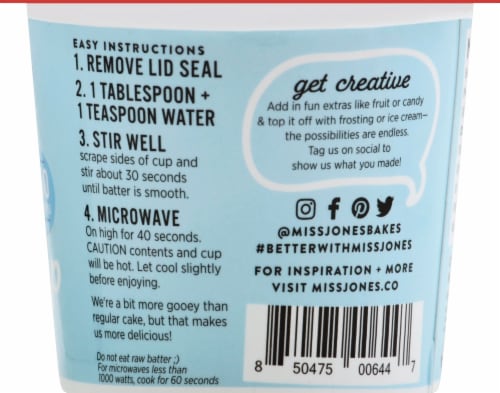 EASY INSTRUCTIONS
1. REMOVE LID SEAL
2. 1 TABLESPOON +
1 TEASPOON WATER
3. STIR WELL
scrape sides of cup and
stir about 30 seconds
until batter is smooth.
4. MICROWAVE
On high for 40 seconds.
CAUTION contents and cup
will be hot. Let cool slightly
before enjoying.
We're a bit more gooey than
regular cake, but that makes
us more delicious!
Do not eat raw batter ;)
For microwaves less than
1000 watts, cook for 60 seconds
get creative
Add in fun extras like fruit or candy
& top it off with frosting or ice cream—
the possibilities are endless.
Tag us on social to
show us what you made!
@MISSJONESBAKES
#BETTERWITHMISSJONES
FOR INSPIRATION + MORE
VISIT MISSJONES.CO
8 50475 00644 7